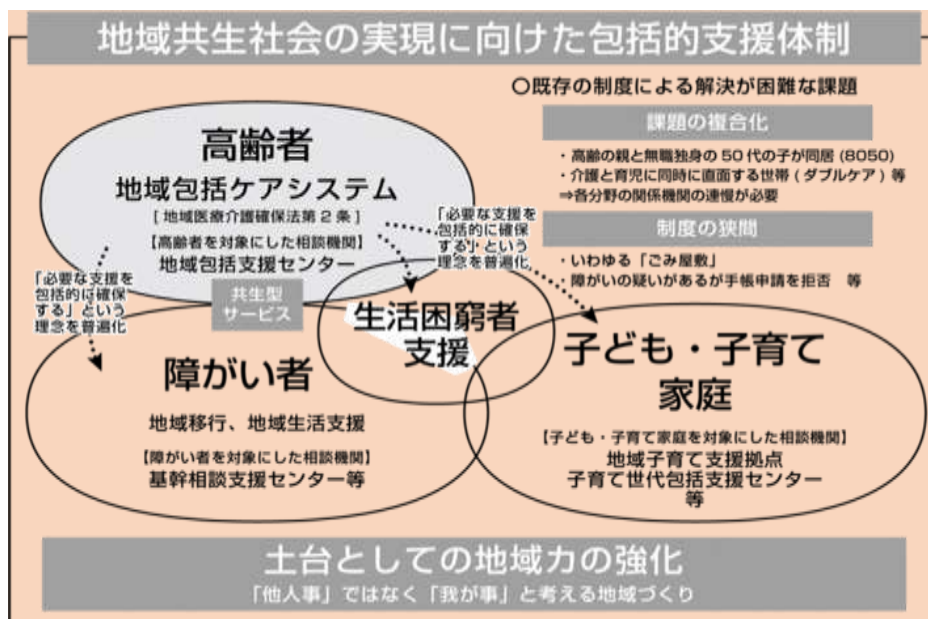 地域共生社会の実現に向けた包括的支援体制
〇既存の制度による解決が困難な課題
課題の複合化
・高齢の親と無職独身の50代の子が同居(8050)
・介護と育児に同時に直面する世帯(ダブルケア)等
⇒各分野の関係機関の連慢が必要
制度の狭間
・いわゆる「ごみ屋敷」
・障がいの疑いがあるが手帳申請を拒否 等
高齢者
地域包括ケアシステム
[地域医療介護確保法第2条]
【高齢者を対象にした相談機関】
地域包括支援センター
「必要な支援を
包括的に確保
する」という
理念を普遍化
「必要な支援を
包括的に確保
する」という
理念を普遍化
共生型
サービス
生活困窮者
支援
障がい者
地域移行、地域生活支援
【障がい者を対象にした相談機関】
基幹相談支援センター等
子ども・子育て
家庭
【子ども・子育て家庭を対象にした相談機関】
地域子育て支援拠点
子育て世代包括支援センター
等
土台としての地域力の強化
「他人事」ではなく「我が事」と考える地域づくり